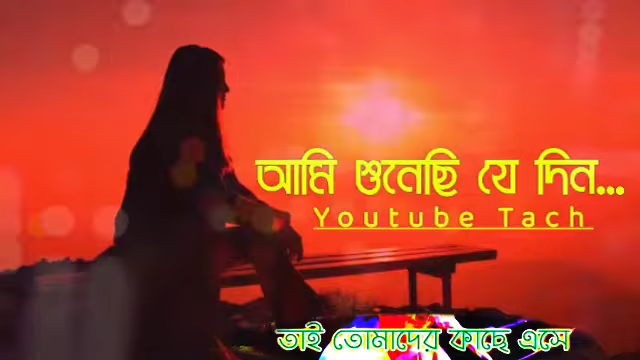 আমি শুনেছি যে দিন...
Youtube Tach
তাই তোমাদের কাছে এসে